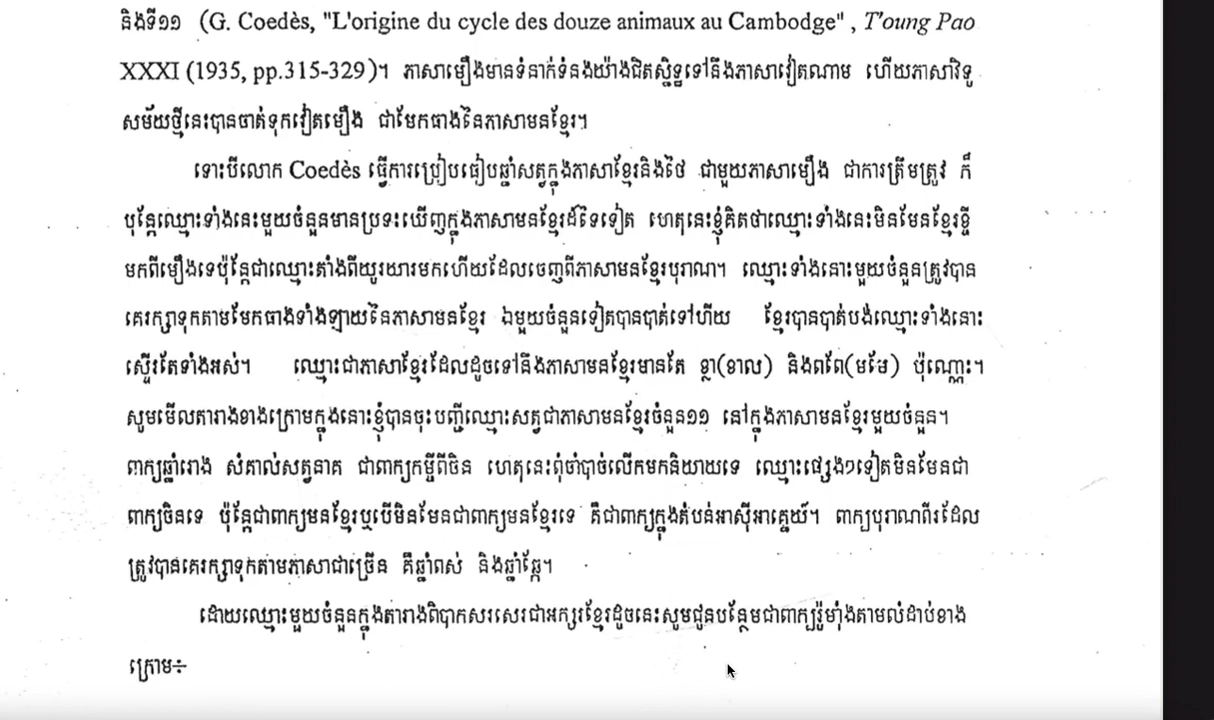 និងទី១១ (G. Coedès, "L'origine du cycle des douze animaux au Cambodge" , T'oung Pao
XXXI (1935, pp.315-329)។ ភាសាមឿងមានទំនាក់ទំនងយ៉ាងជិតស្និទ្ធទៅនឹងភាសាវៀតណាម ហើយភាសាវិទូ
សម័យថ្មីនេះបានចាត់ទុកវៀតមឿង ជាមែកធាងនៃភាសាមនខ្មែរ។
ទោះបីលោក Coedès ធ្វើការប្រៀបធៀបឆ្នាំសត្វក្នុងភាសាខ្មែរនិងថៃ ជាមួយភាសាមឿង ជាការត្រឹមត្រូវ ក៏
ប៉ុន្តែឈ្មោះទាំងនេះមួយចំនួនមានប្រទះឃើញក្នុងភាសាមនខ្មែរដ៍ទៃទៀត ហេតុនេះខ្ញុំគិតថាឈ្មោះទាំងនេះមិនមែនខ្មែរខ្ចី
មកពីមឿងទេប៉ុន្តែជាឈ្មោះតាំងពីយូរយារមកហើយដែលចេញពីភាសាមនខ្មែរបុរាណ។ ឈ្មោះទាំងនោះមួយចំនួនត្រូវបាន
គេរក្សាទុកតាមមែកធាងទាំងឡាយនៃភាសាមនខ្មែរ ឯមួយចំនួនទៀតបានបាត់ទៅហើយ ខ្មែរបានបាត់បង់ឈ្មោះទាំងនោះ
ស្ទើរតែទាំងអស់។ ឈ្មោះជាភាសាខ្មែរដែលដូចទៅនឹងភាសាមនខ្មែរមានតែ ខ្លា(ខាល) និងពពែ(មមែ) ប៉ុណ្ណោះ។
សូមមើលតារាងខាងក្រោមក្នុងនោះខ្ញុំបានចុះបញ្ជីឈ្មោះសត្វជាភាសាមនខ្មែរចំនួន១១ នៅក្នុងភាសាមនខ្មែរមួយចំនួន។
ពាក្យឆ្នាំរោង សំគាល់សត្វនាគ ជាពាក្យកម្ចីពីចិន ហេតុនេះពុំចាំបាច់លើកមកនិយាយទេ ឈ្មោះផ្សេងៗទៀតមិនមែនជា
ពាក្យចិនទេ ប៉ុន្តែជាពាក្យមនខ្មែរឬបើមិនមែនជាពាក្យមនខ្មែរទេ គឺជាពាក្យក្នុងតំបន់អាស៊ីអាគ្នេយ៍។ ពាក្យបុរាណពីរដែល
ត្រូវបានគេរក្សាទុកតាមភាសាជាច្រើន គឺឆ្នាំពស់ និងឆ្នាំឆ្កែ។
ដោយឈ្មោះមួយចំនួនក្នុងតារាងពិបាកសរសេរជាអក្សរខ្មែរដូចនេះសូមជូនបន្ថែមជាពាក្យរ៉ូម៉ាំងតាមលំដាប់ខាង
ក្រោម÷